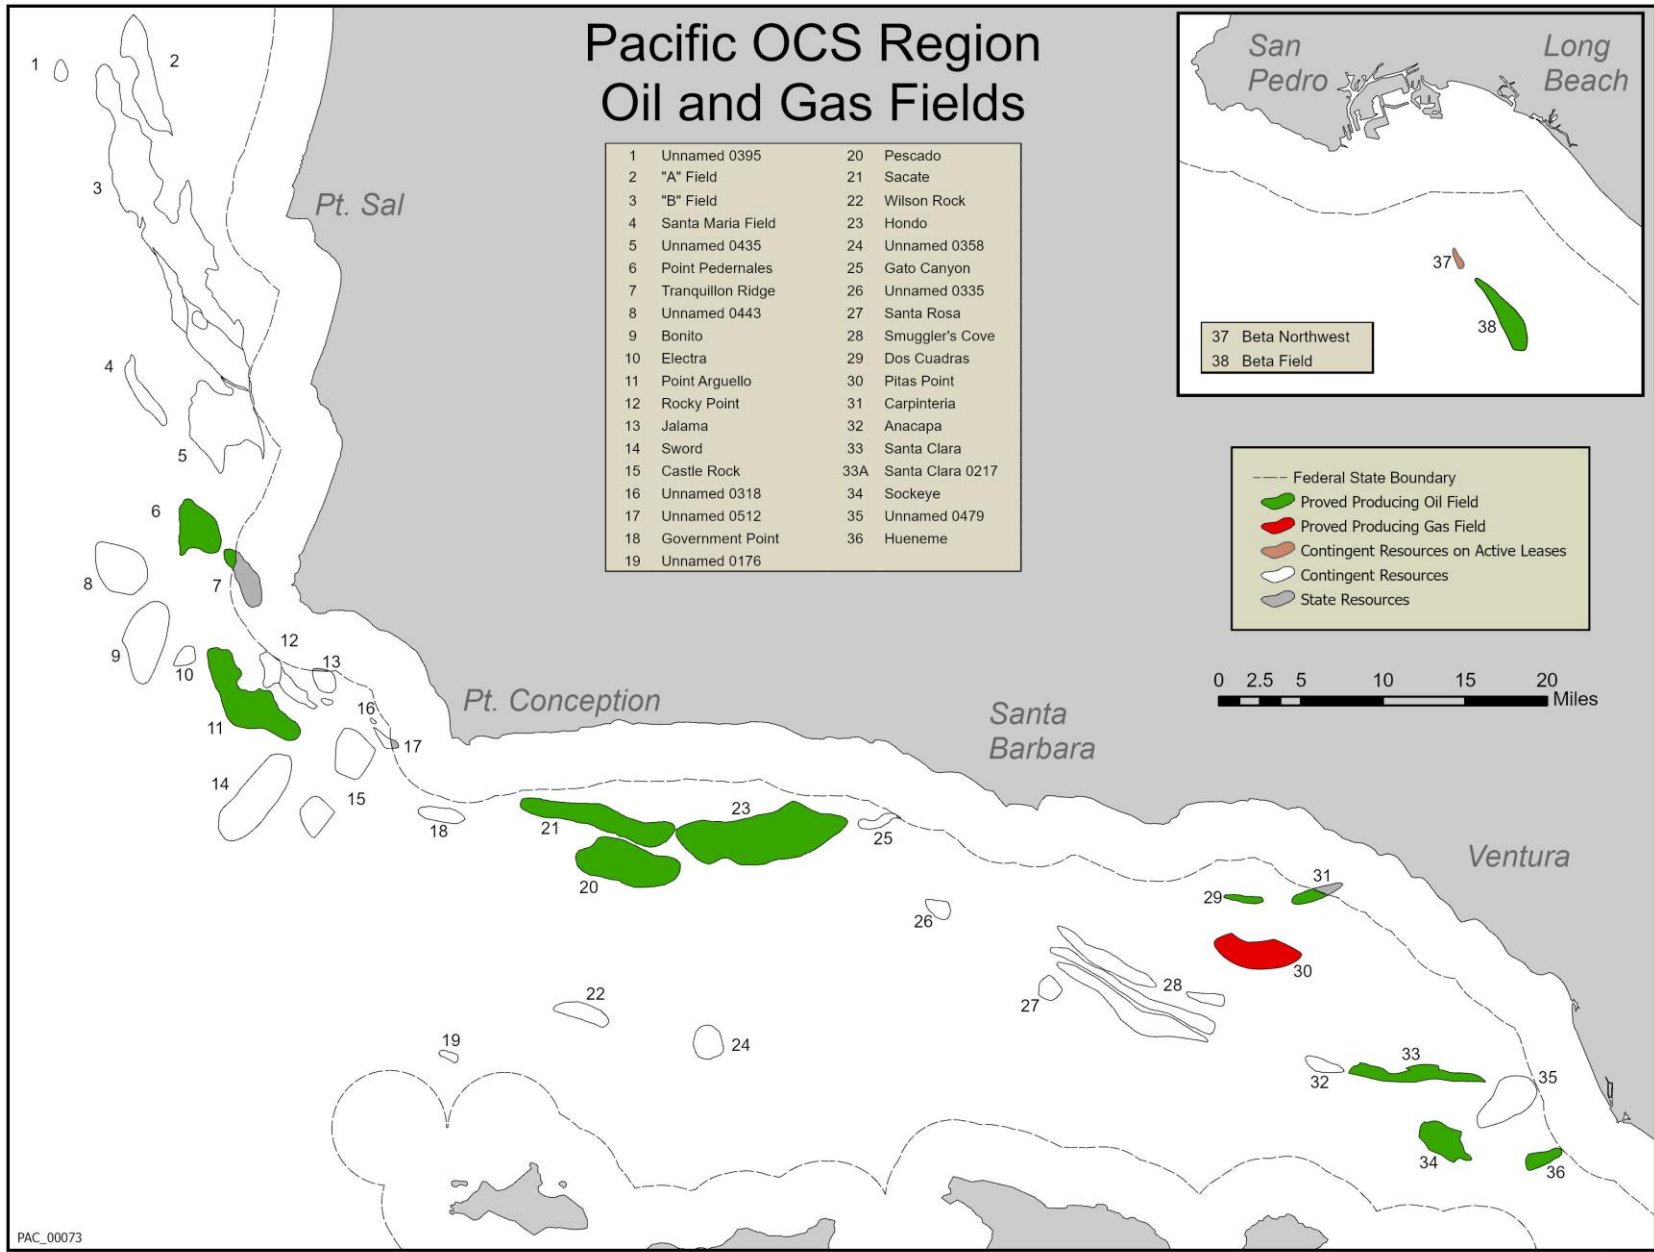 Pacific OCS Region
Oil and Gas Fields
1 Unnamed 0395 20 Pescado
2 "A" Field 21 Sacate
3 "B" Field 22 Wilson Rock
4 Santa Maria Field 23 Hondo
5 Unnamed 0435 24 Unnamed 0358
6 Point Pedernales 25 Gato Canyon
7 Tranquillon Ridge 26 Unnamed 0335
8 Unnamed 0443 27 Santa Rosa
9 Bonito 28 Smuggler's Cove
10 Electra 29 Dos Cuadras
11 Point Arguello 30 Pitas Point
12 Rocky Point 31 Carpinteria
13 Jalama 32 Anacapa
14 Sword 33 Santa Clara
15 Castle Rock 33A Santa Clara 0217
16 Unnamed 0318 34 Sockeye
17 Unnamed 0512 35 Unnamed 0479
18 Government Point 36 Hueneme
19 Unnamed 0176
San
Pedro
Long
Beach
37
38
37 Beta Northwest
38 Beta Field
Federal State Boundary
Proved Producing Oil Field
Proved Producing Gas Field
Contingent Resources on Active Leases
Contingent Resources
State Resources
0 2.5 5 10 15 20
Miles
1
2
3
Pt. Sal
4
5
6
7
8
9
10
11
12
13
14
15
16
17
Pt. Conception
Santa
Barbara
Ventura
18
21
23
20
25
26
29
31
30
27
28
22
19
24
32
33
35
34
36
PAC_00073